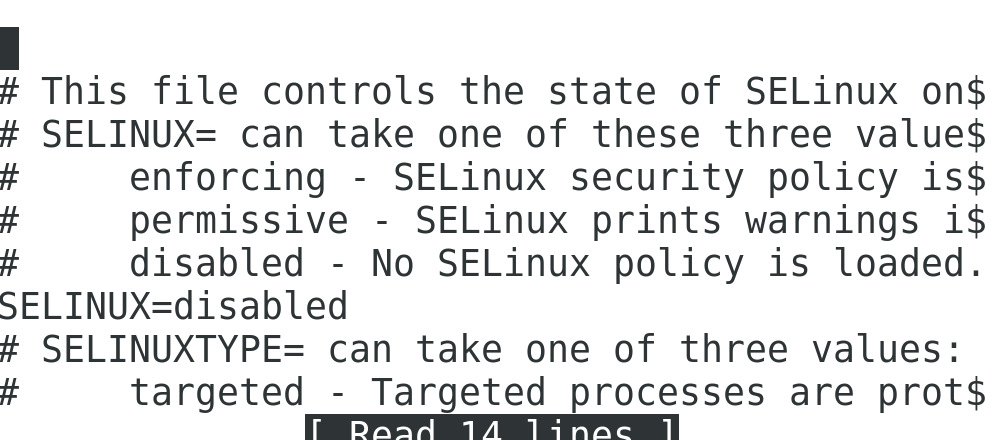 # This file controls the state of SELinux on$
# SELINUX= can take one of these three value$
#     enforcing - SELinux security policy is$
#     permissive - SELinux prints warnings i$
#     disabled - No SELinux policy is loaded.
SELINUX=disabled
# SELINUXTYPE= can take one of three values:
#     targeted - Targeted processes are prot$
[ Read 14 lines ]